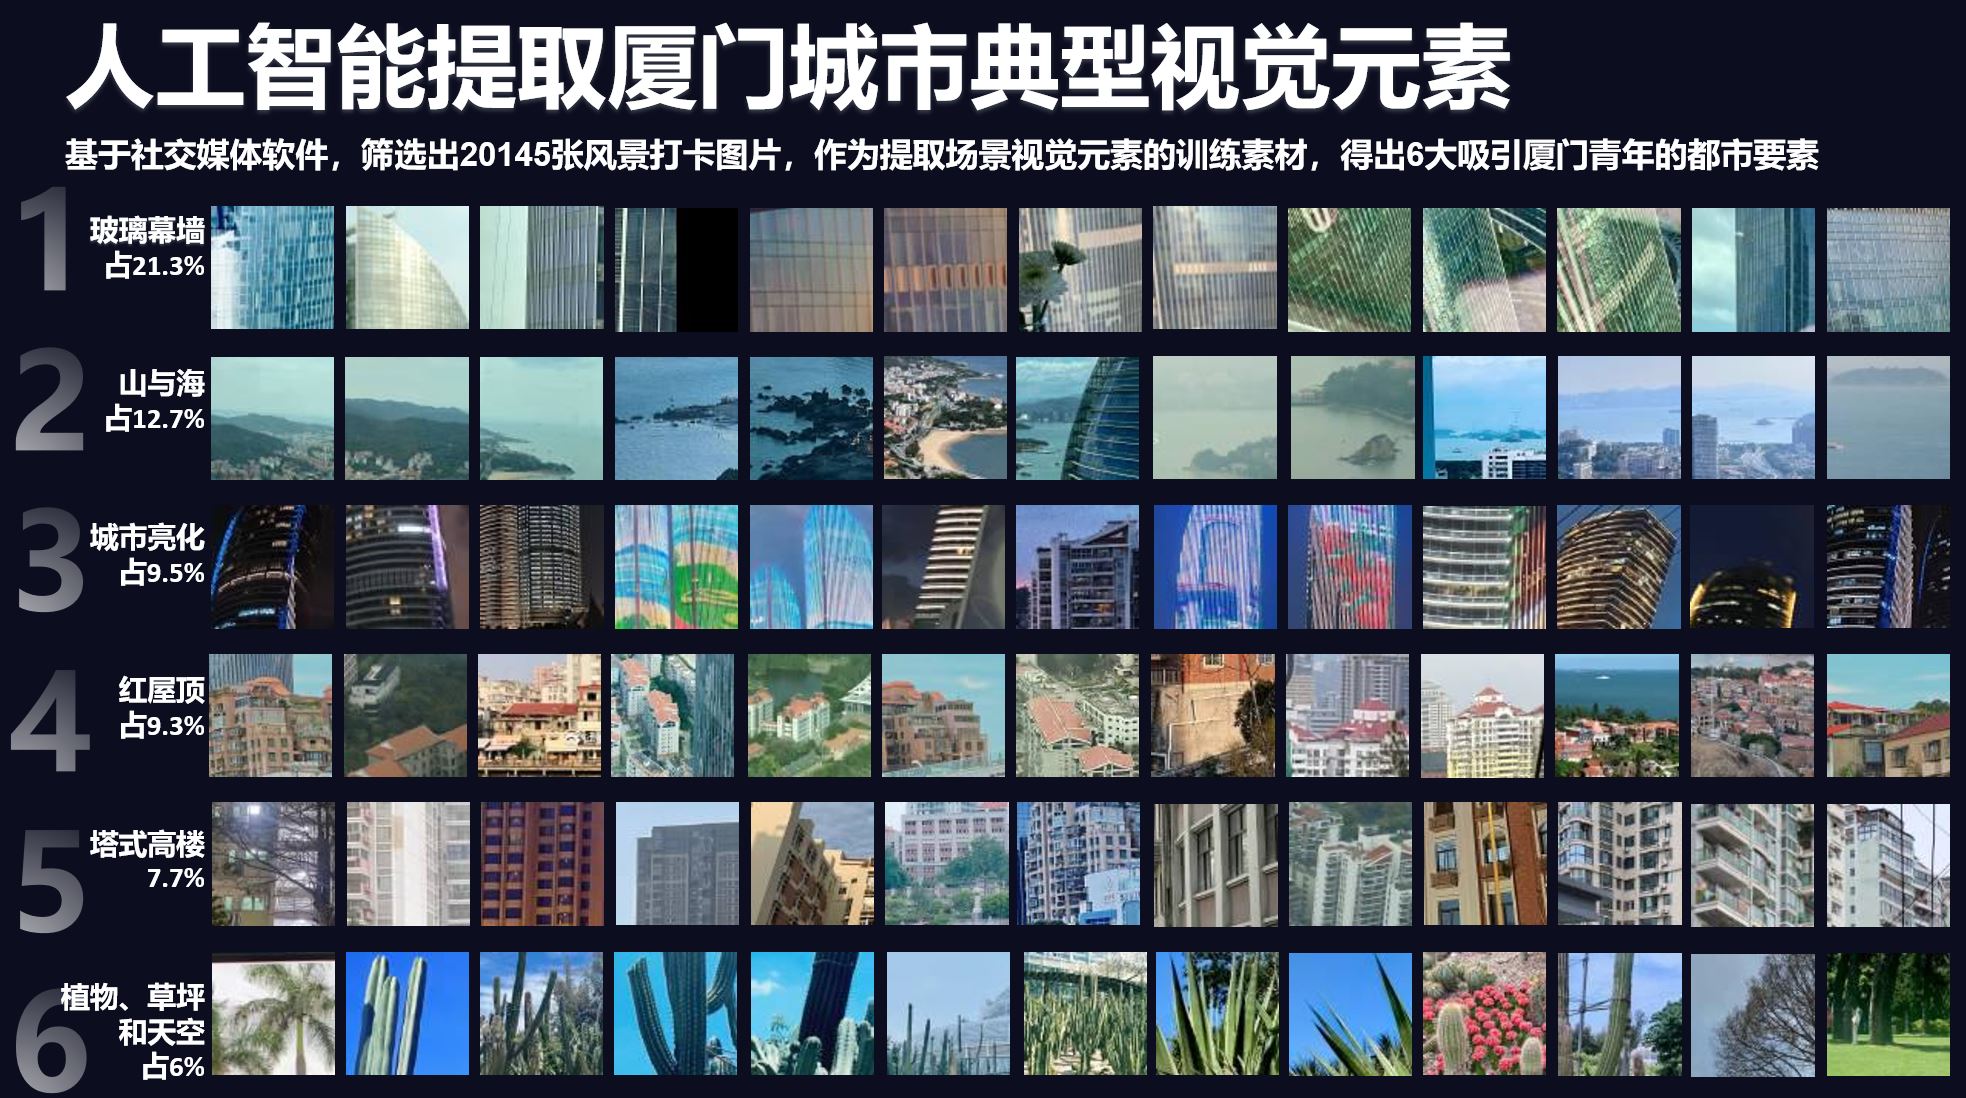 人工智能提取厦门城市典型视觉元素
基于社交媒体软件，筛选出20145张风景打卡图片，作为提取场景视觉元素的训练素材，得出6大吸引厦门青年的都市要素
1
玻璃幕墙
占21.3%
2
山与海
占12.7%
3
城市亮化
占9.5%
4
红屋顶
占9.3%
5
塔式高楼
7.7%
6
植物、草坪
和天空
占6%